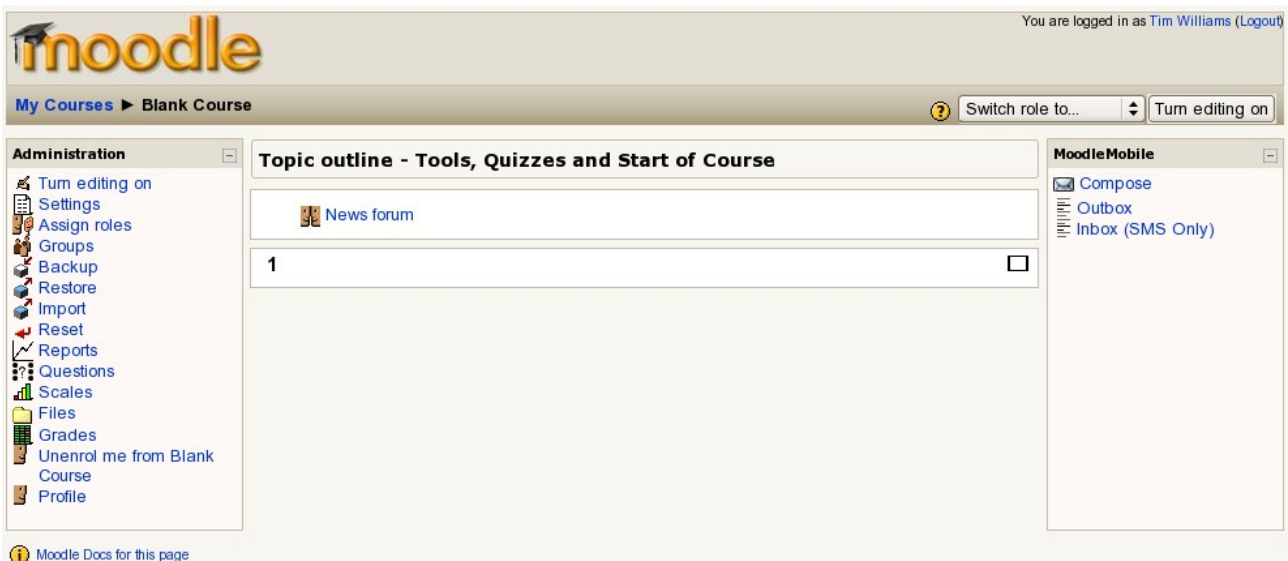 moodle
You are logged in as Tim Williams (Logout)
My Courses ► Blank Course
Switch role to...
Turn editing on
Administration
Turn editing on
Settings
Assign roles
Groups
Backup
Restore
Import
Reset
Reports
Questions
Scales
Files
Grades
Unenrol me from Blank
Course
Profile
Topic outline - Tools, Quizzes and Start of Course
News forum
1
MoodleMobile
Compose
Outbox
Inbox (SMS Only)
Moodle Docs for this page